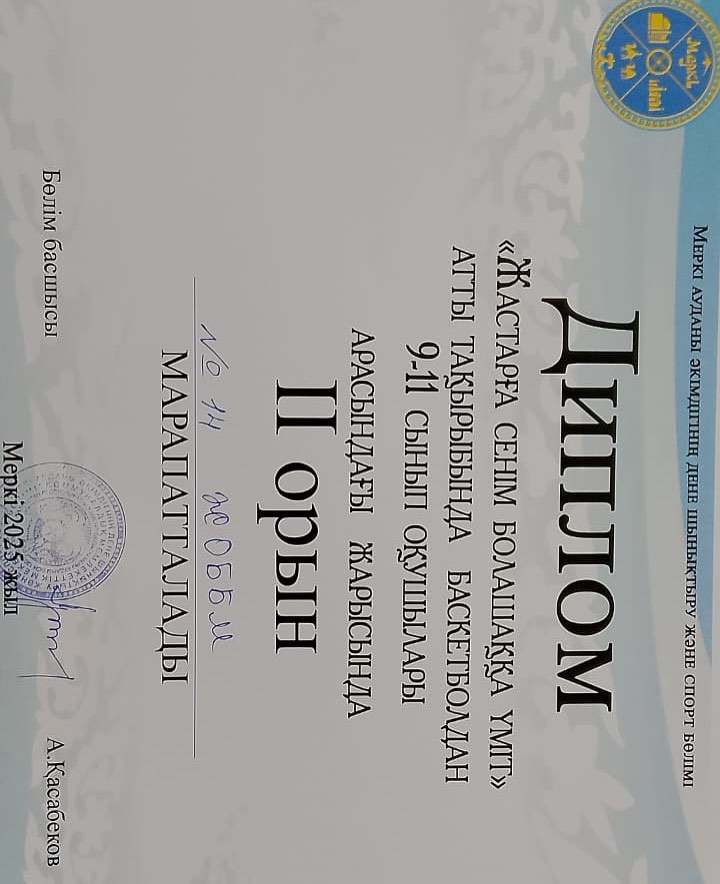 Меркі ауданы әкімдігінің дене шынықтыру және спорт бөлімі
Меркі
ДИПЛОМ
«ЖАСТАРҒА СЕНІМ БОЛАШАҚҚА ҮМІТ»
АТТЫ ТАҚЫРЫБЫНДА БАСКЕТБОЛДАН
9-11 СЫНЫП ОҚУШЫЛАРЫ
АРАСЫНДАҒЫ ЖАРЫСЫНДА
II орын
№ 14 ЖОББМ
МАРАПАТТАЛАДЫ
Бөлім басшысы А.Қасабеков
Меркі 2025 жыл